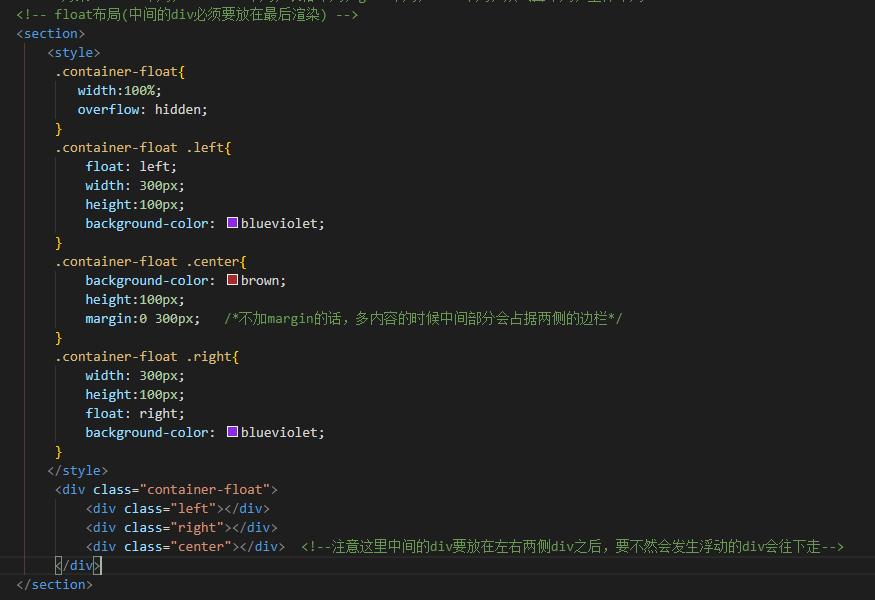 <!-- float布局(中间的div必须要放在最后渲染) -->
<section>
<style>
.container-float{
width:100%;
overflow: hidden;
}
.container-float .left{
float: left;
width: 300px;
height:100px;
background-color: blueviolet;
}
.container-float .center{
background-color: brown;
height:100px;
margin:0 300px; /*不加margin的话，多内容的时候中间部分会占据两侧的边栏*/
}
.container-float .right{
width: 300px;
height:100px;
float: right;
background-color: blueviolet;
}
</style>
<div class="container-float">
<div class="left"></div>
<div class="right"></div>
<div class="center"></div> <!--注意这里中间的div要放在左右两侧div之后，要不然会发生浮动的div会往下走-->
</div>
</section>